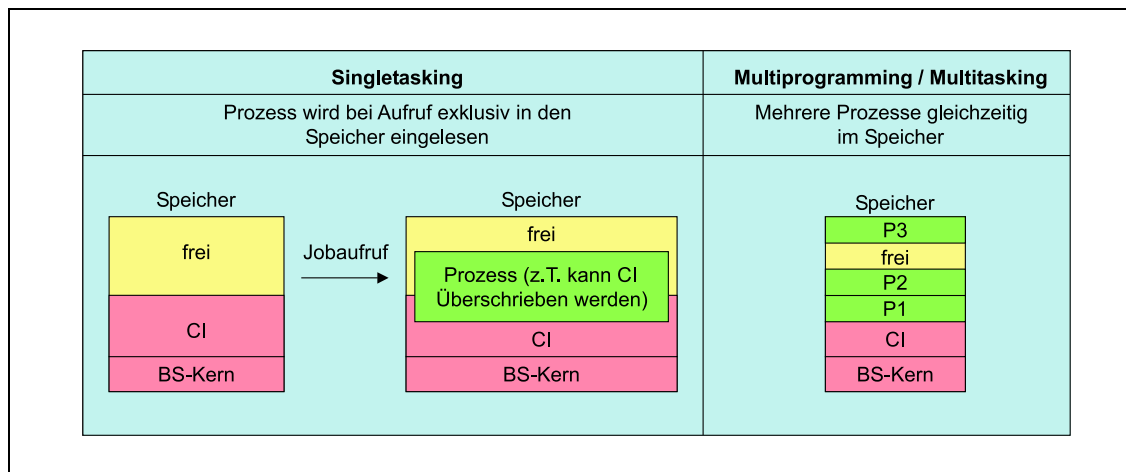 Singletasking
Multiprogramming / Multitasking
Prozess wird bei Aufruf exklusiv in den
Speicher eingelesen
Mehrere Prozesse gleichzeitig
im Speicher
Speicher
frei
CI
BS-Kern
Jobaufruf
Speicher
frei
Prozess (z.T. kann CI
Überschrieben werden)
CI
BS-Kern
Speicher
P3
frei
P2
P1
CI
BS-Kern